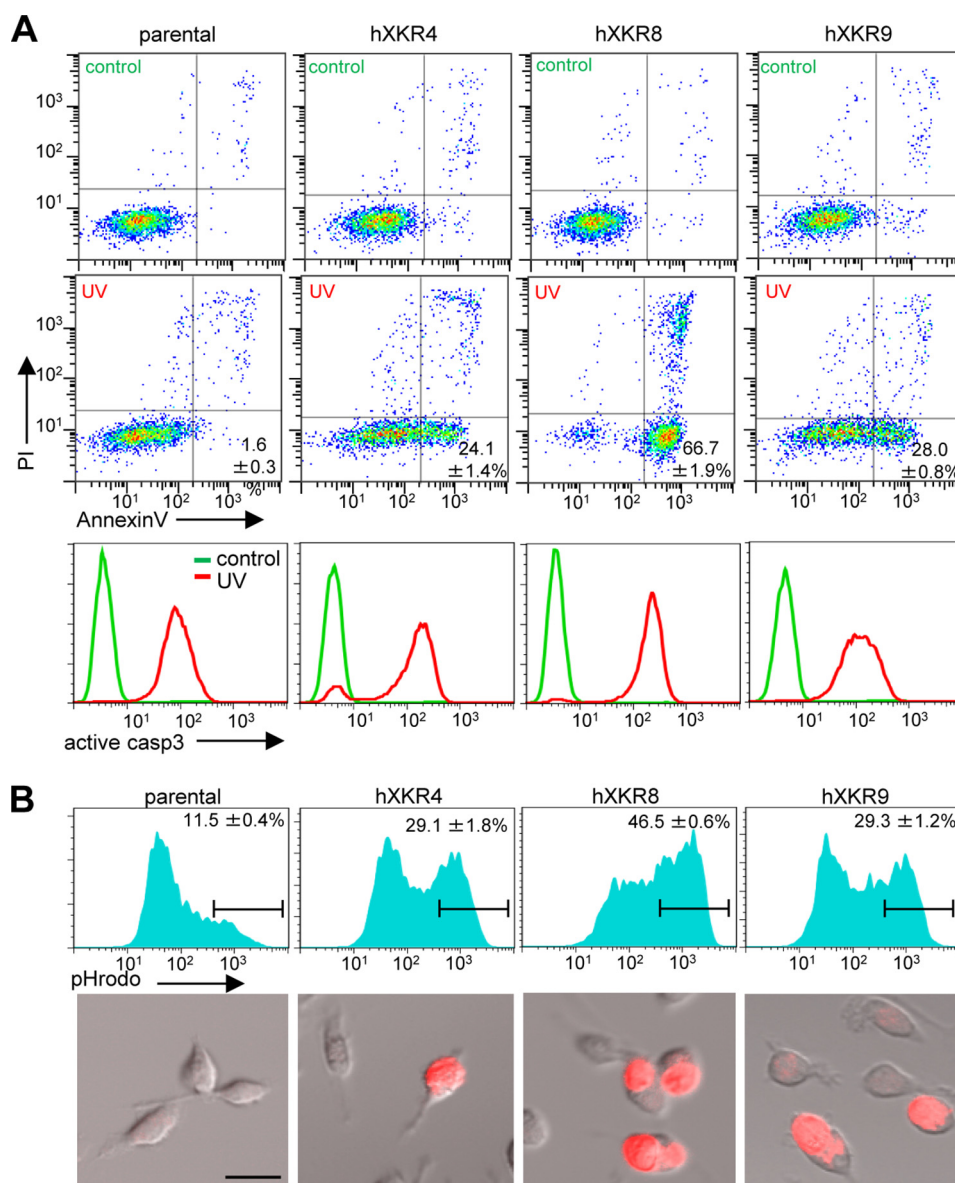 A
parental hXKR4 hXKR8 hXKR9
control control control control
10³
10²
10¹
UV UV UV UV
10³
10²
10¹
PI
1.6 24.1 66.7 28.0
±0.3 ±1.4% ±1.9% ±0.8%
%
10¹ 10² 10³ 10¹ 10² 10³ 10¹ 10² 10³ 10¹ 10² 10³
AnnexinV
control
UV
10¹ 10² 10³ 10¹ 10² 10³ 10¹ 10² 10³ 10¹ 10² 10³
active casp3
B
parental hXKR4 hXKR8 hXKR9
11.5 ±0.4% 29.1 ±1.8% 46.5 ±0.6% 29.3 ±1.2%
10¹ 10² 10³ 10¹ 10² 10³ 10¹ 10² 10³ 10¹ 10² 10³
pHrodo